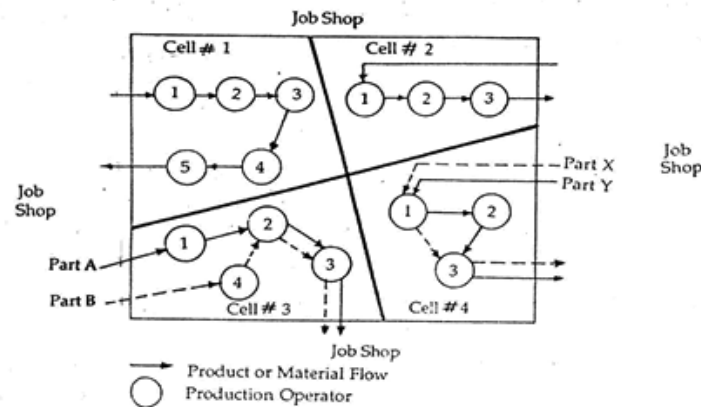 Job Shop
Cell # 1
Cell # 2
1
2
3
1
2
3
5
4
Part X
Part Y
Job
Shop
Job
Shop
1
2
1
2
3
3
4
Part A
Part B
Cell # 3
Cell #4
Job Shop
Product or Material Flow
Production Operator